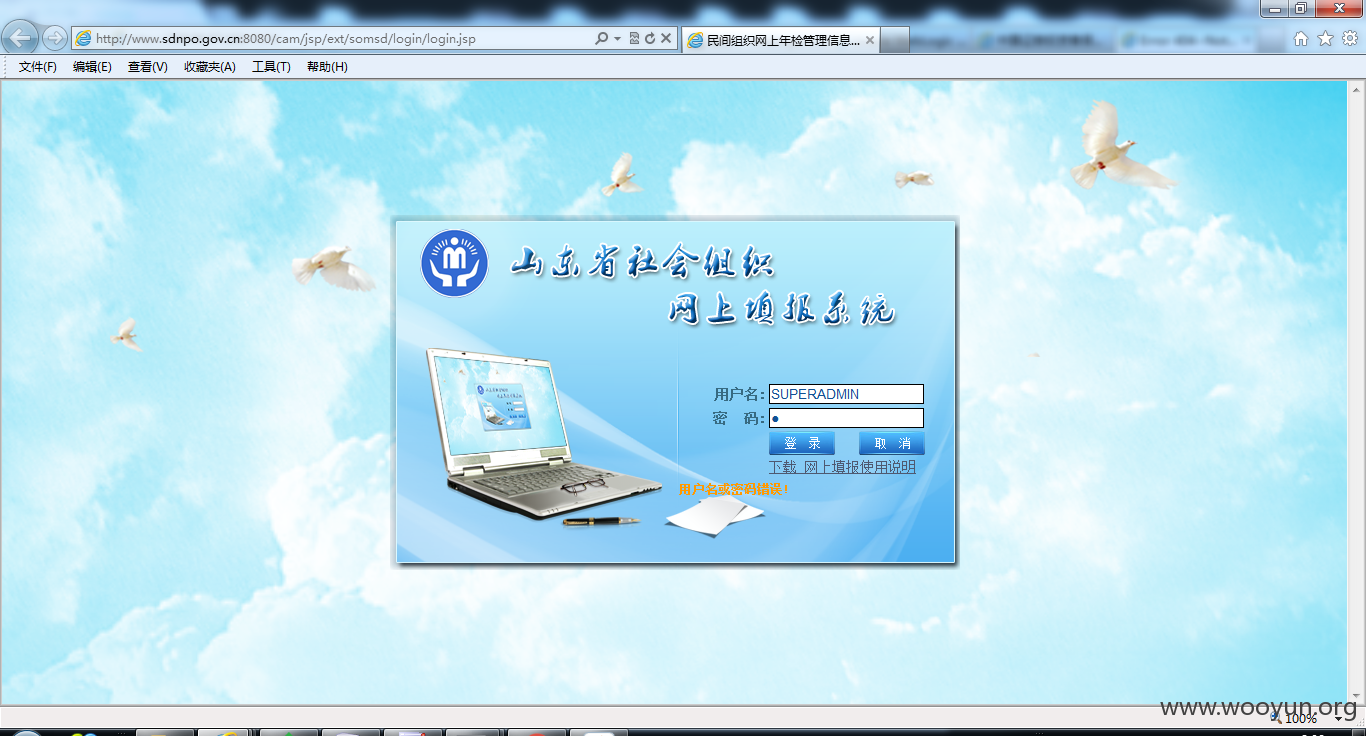 http://www.sdnpo.gov.cn:8080/cam/jsp/ext/somsd/login/login.jsp
民间组织网上年检管理信息...
文件(F) 编辑(E) 查看(V) 收藏夹(A) 工具(T) 帮助(H)
山东省社会组织
网上填报系统
用户名: SUPERADMIN
密 码: ●
登 录 取 消
下载 网上填报使用说明
用户名或密码错误!
www.wooyun.org
100%